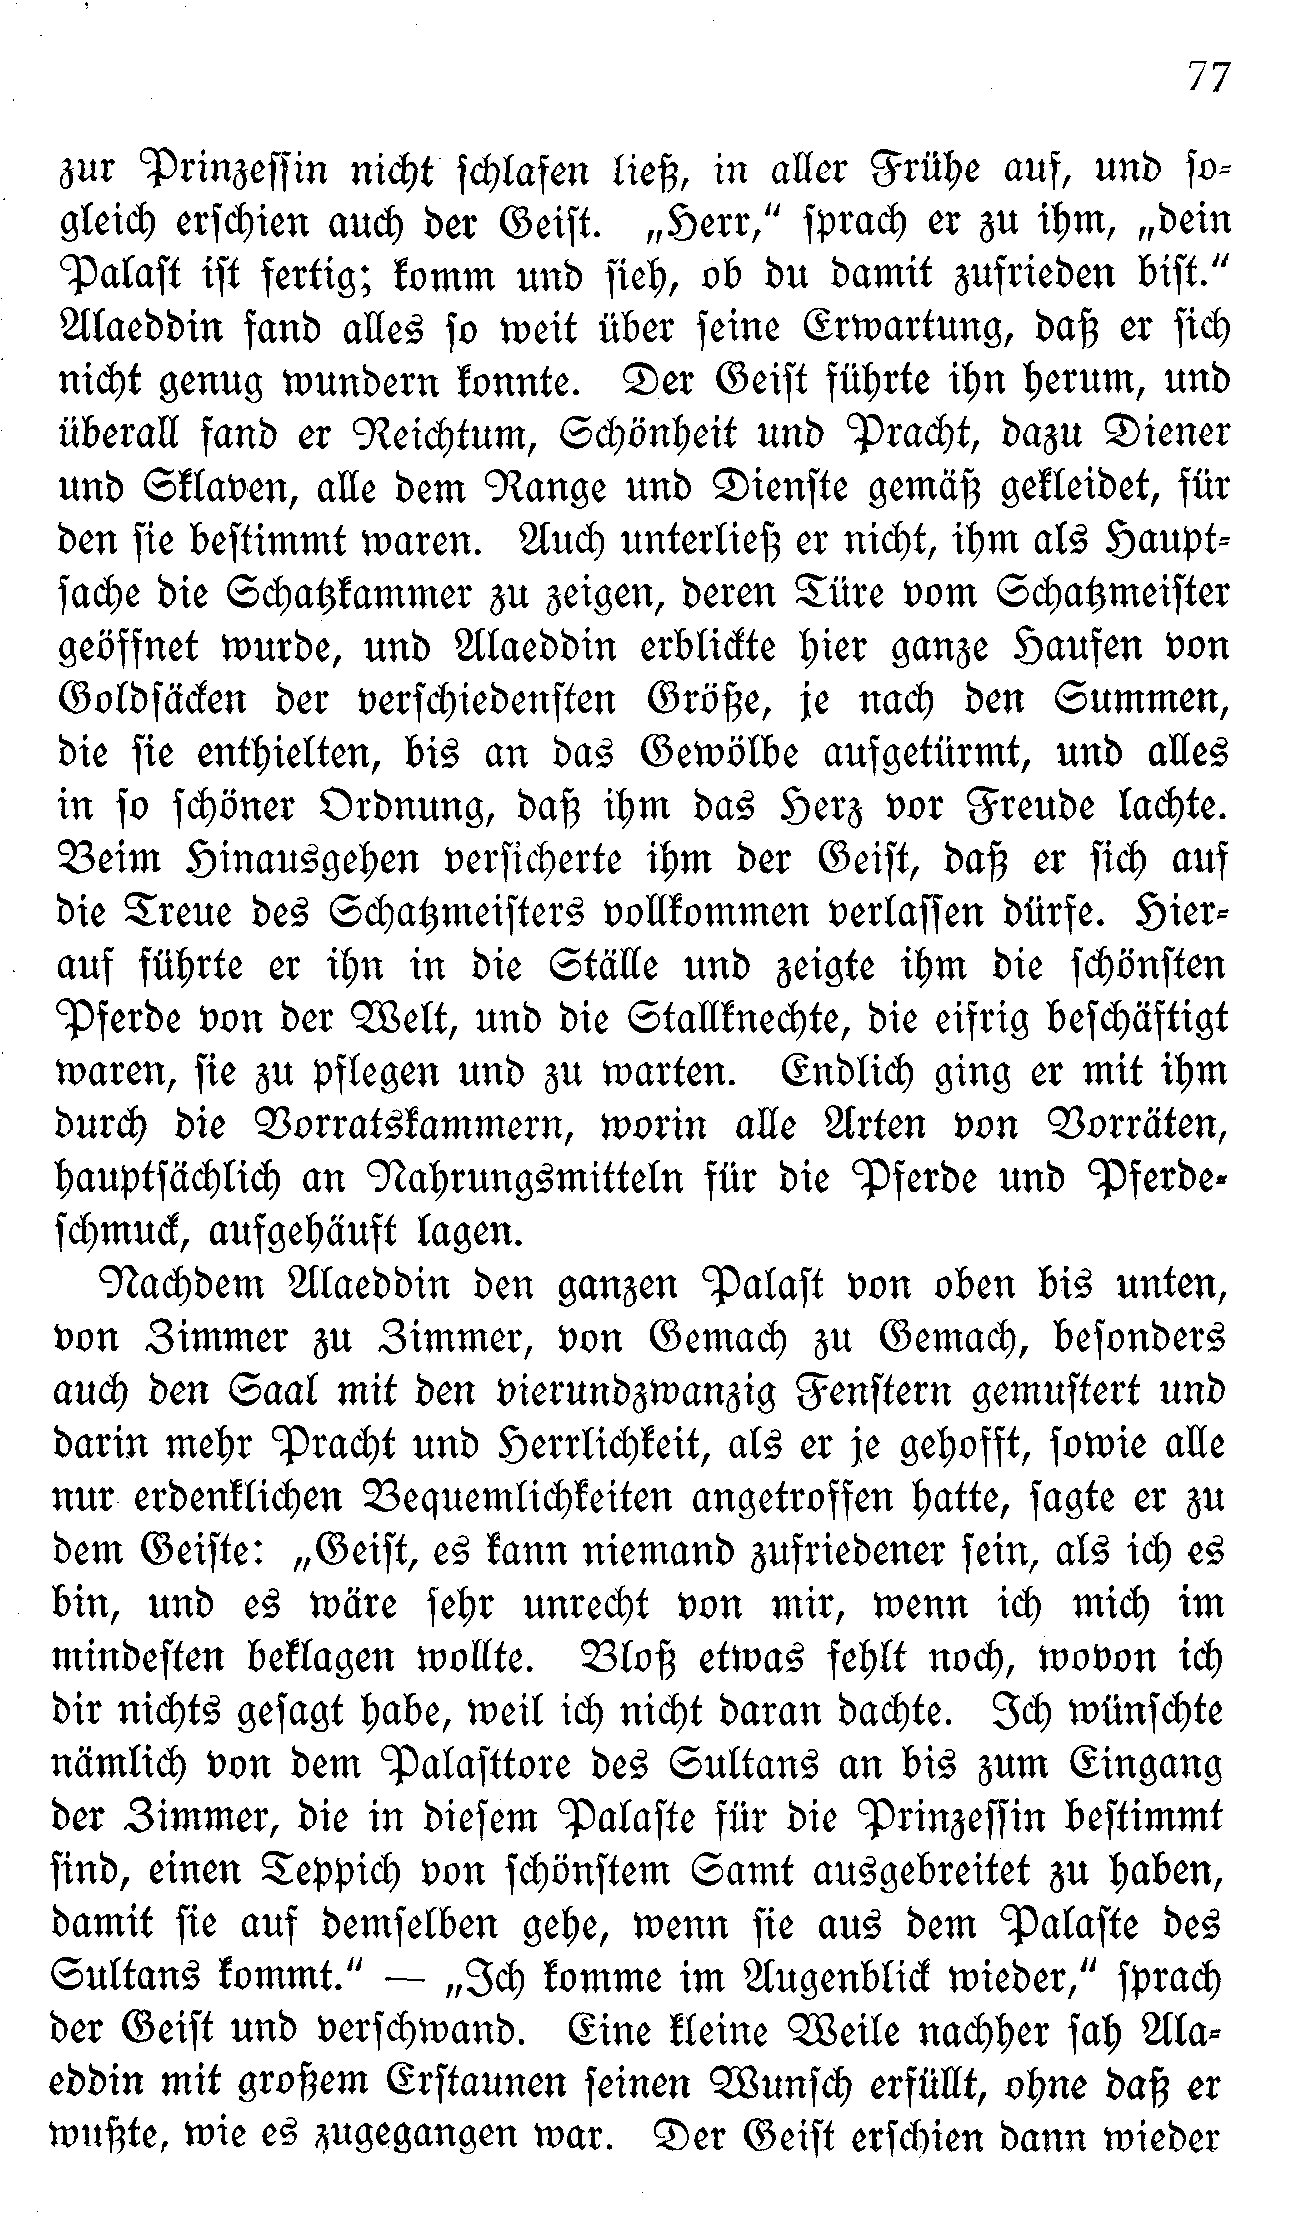 77
zur Prinzessin nicht schlafen ließ, in aller Frühe auf, und so-
gleich erschien auch der Geist. „Herr,“ sprach er zu ihm, „dein
Palast ist fertig; komm und sieh, ob du damit zufrieden bist.“
Alaeddin fand alles so weit über seine Erwartung, daß er sich
nicht genug wundern konnte. Der Geist führte ihn herum, und
überall fand er Reichtum, Schönheit und Pracht, dazu Diener
und Sklaven, alle dem Range und Dienste gemäß gekleidet, für
den sie bestimmt waren. Auch unterließ er nicht, ihm als Haupt-
sache die Schatzkammer zu zeigen, deren Türe vom Schatzmeister
geöffnet wurde, und Alaeddin erblickte hier ganze Haufen von
Goldsäcken der verschiedensten Größe, je nach den Summen,
die sie enthielten, bis an das Gewölbe aufgetürmt, und alles
in so schöner Ordnung, daß ihm das Herz vor Freude lachte.
Beim Hinausgehen versicherte ihm der Geist, daß er sich auf
die Treue des Schatzmeisters vollkommen verlassen dürfe. Hier-
auf führte er ihn in die Ställe und zeigte ihm die schönsten
Pferde von der Welt, und die Stallknechte, die eifrig beschäftigt
waren, sie zu pflegen und zu warten. Endlich ging er mit ihm
durch die Vorratskammern, worin alle Arten von Vorräten,
hauptsächlich an Nahrungsmitteln für die Pferde und Pferde-
schmuck, aufgehäuft lagen.
Nachdem Alaeddin den ganzen Palast von oben bis unten,
von Zimmer zu Zimmer, von Gemach zu Gemach, besonders
auch den Saal mit den vierundzwanzig Fenstern gemustert und
darin mehr Pracht und Herrlichkeit, als er je gehofft, sowie alle
nur erdenklichen Bequemlichkeiten angetroffen hatte, sagte er zu
dem Geiste: „Geist, es kann niemand zufriedener sein, als ich es
bin, und es wäre sehr unrecht von mir, wenn ich mich im
mindesten beklagen wollte. Bloß etwas fehlt noch, wovon ich
dir nichts gesagt habe, weil ich nicht daran dachte. Ich wünschte
nämlich von dem Palasttore des Sultans an bis zum Eingang
der Zimmer, die in diesem Palaste für die Prinzessin bestimmt
sind, einen Teppich von schönstem Samt ausgebreitet zu haben,
damit sie auf demselben gehe, wenn sie aus dem Palaste des
Sultans kommt.“ — „Ich komme im Augenblick wieder,“ sprach
der Geist und verschwand. Eine kleine Weile nachher sah Ala-
eddin mit großem Erstaunen seinen Wunsch erfüllt, ohne daß er
wußte, wie es zugegangen war. Der Geist erschien dann wieder